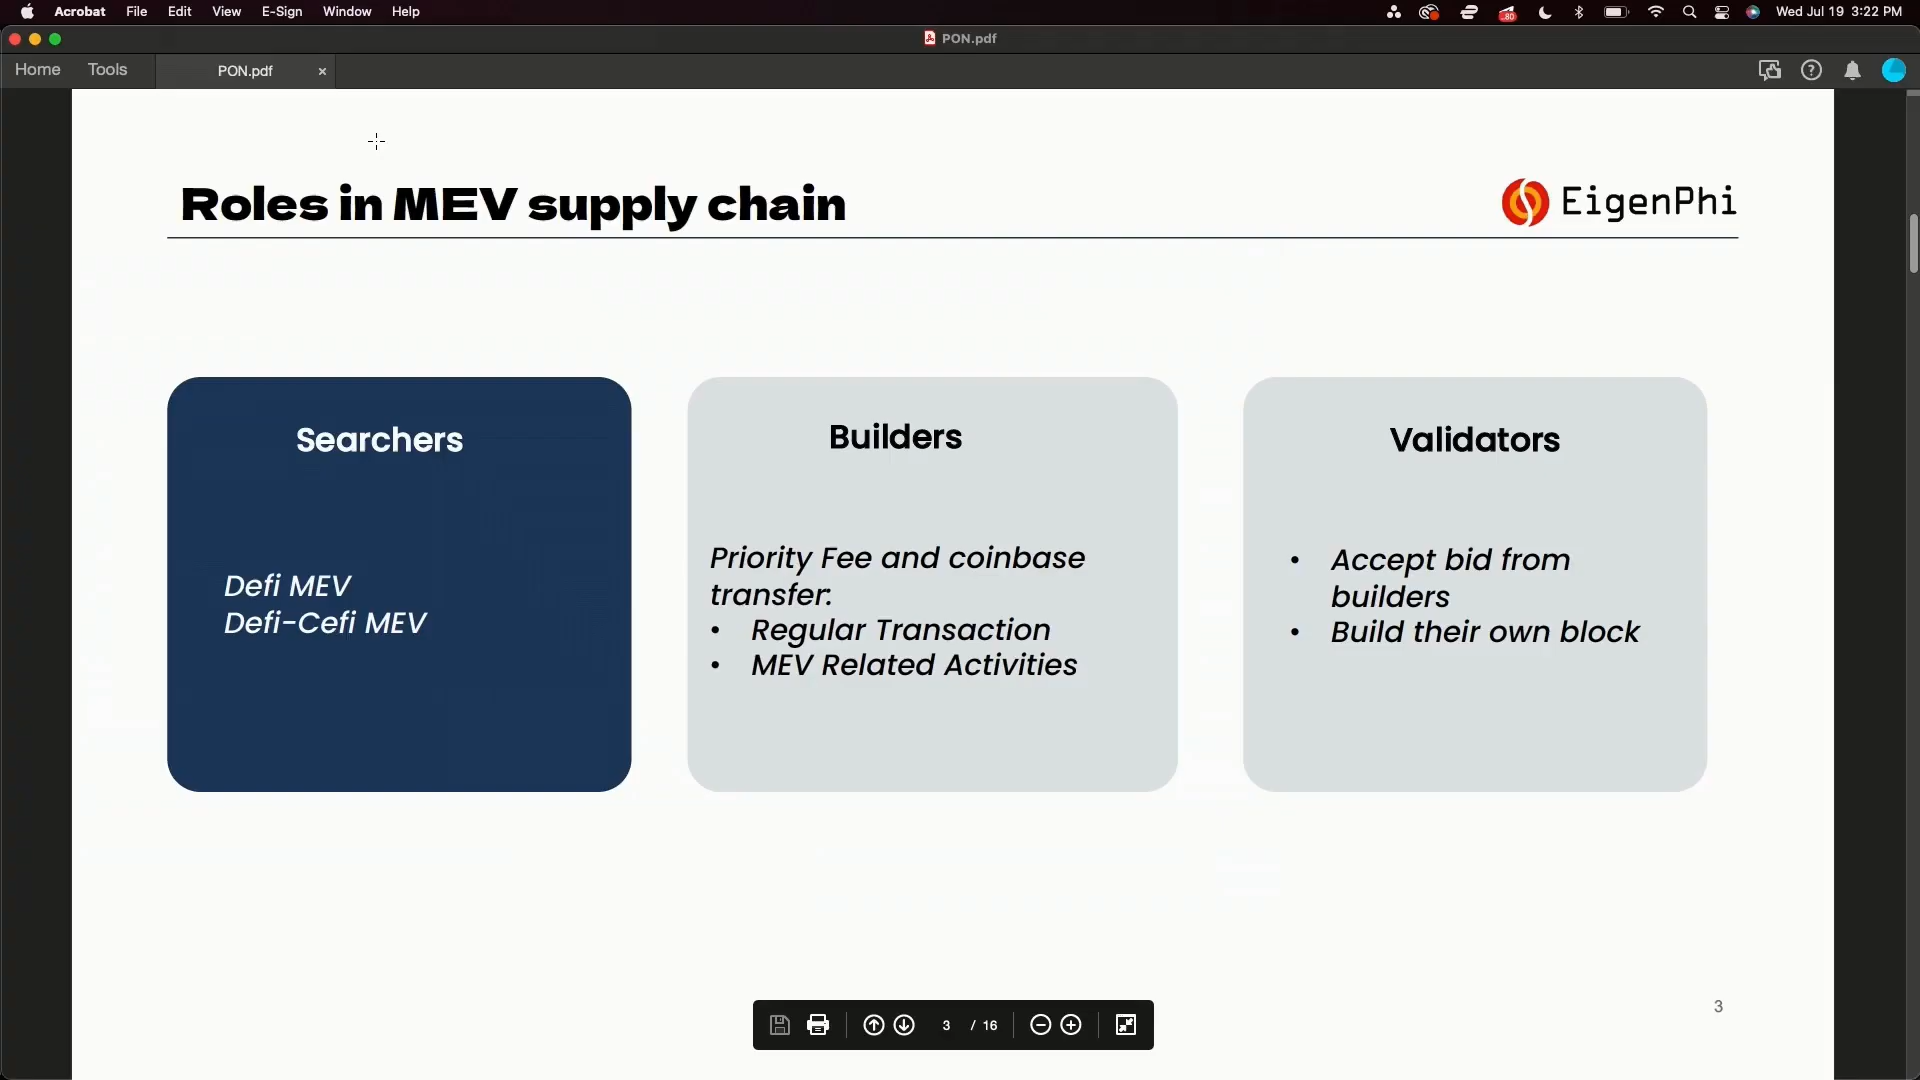 Acrobat File Edit View E-Sign Window Help
.80
Wed Jul 19 3:22 PM
PON.pdf
Home Tools PON.pdf ×
Roles in MEV supply chain
EigenPhi
Searchers
Defi MEV
Defi-Cefi MEV
Builders
Priority Fee and coinbase
transfer:
• Regular Transaction
• MEV Related Activities
Validators
• Accept bid from
builders
• Build their own block
3
3 / 16